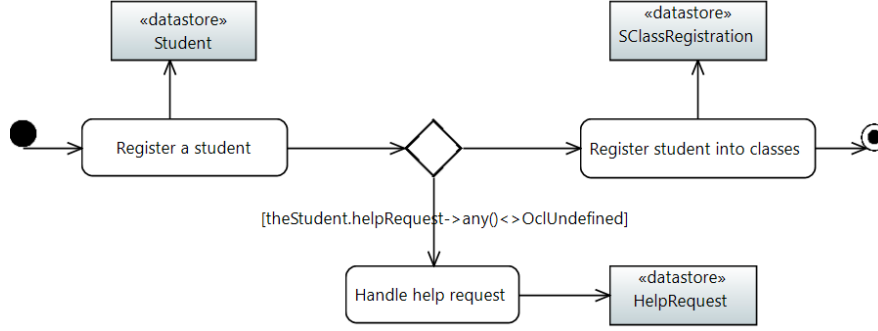 «datastore»
Student
«datastore»
SClassRegistration
Register a student
Register student into classes
[theStudent.helpRequest->any()<>OclUndefined]
Handle help request
«datastore»
HelpRequest